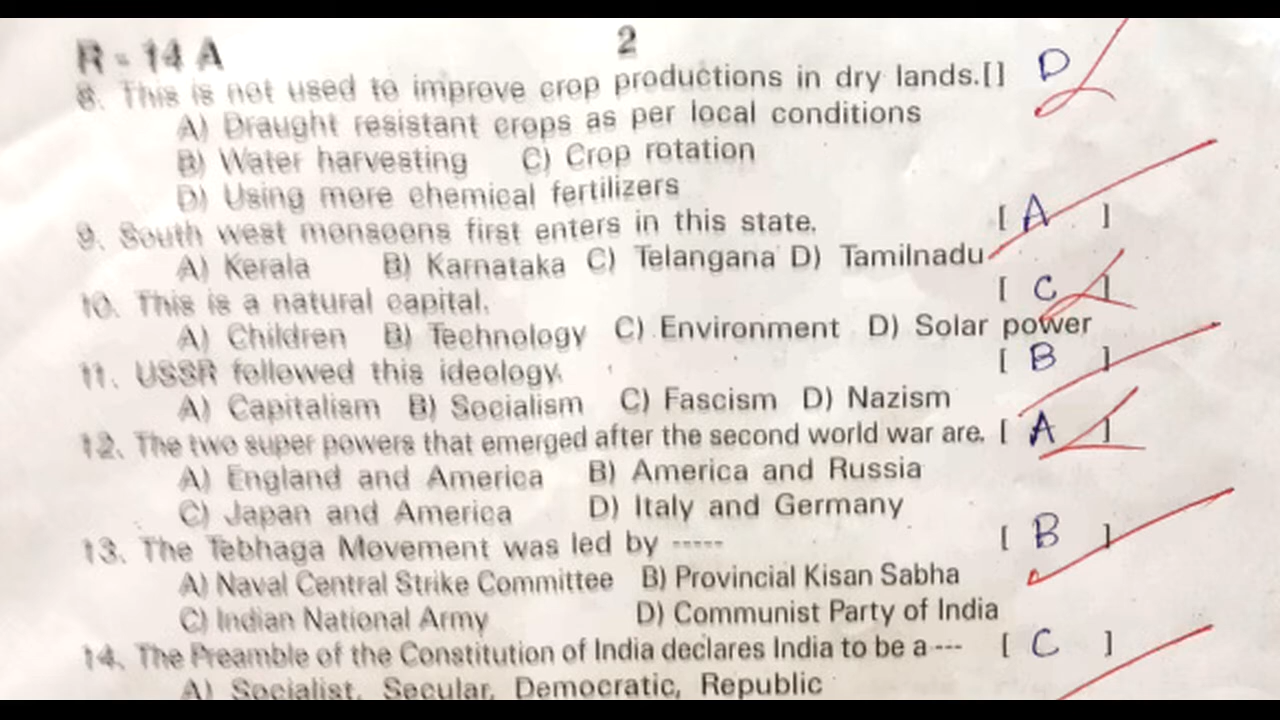 R - 14 A
2
8. This is not used to improve crop productions in dry lands.[] D
A) Draught resistant crops as per local conditions
B) Water harvesting C) Crop rotation
D) Using more chemical fertilizers
9. South west monsoons first enters in this state. [ A ]
A) Kerala B) Karnataka C) Telangana D) Tamilnadu
10. This is a natural capital. [ C ]
A) Children B) Technology C) Environment D) Solar power
11. USSR followed this ideology. [ B ]
A) Capitalism B) Socialism C) Fascism D) Nazism
12. The two super powers that emerged after the second world war are. [ A ]
A) England and America B) America and Russia
C) Japan and America D) Italy and Germany
13. The Tebhaga Movement was led by ----- [ B ]
A) Naval Central Strike Committee B) Provincial Kisan Sabha
C) Indian National Army D) Communist Party of India
14. The Preamble of the Constitution of India declares India to be a --- [ C ]
A) Socialist, Secular, Democratic, Republic